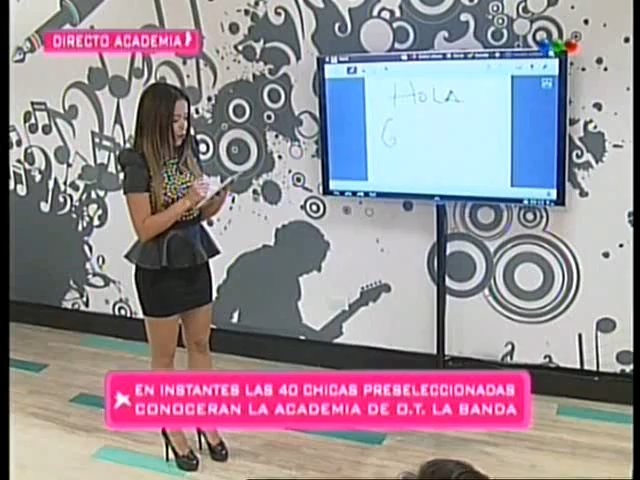 DIRECTO ACADEMIA
HOLA
EN INSTANTES LAS 40 CHICAS PRESELECCIONADAS
CONOCERAN LA ACADEMIA DE O.T. LA BANDA